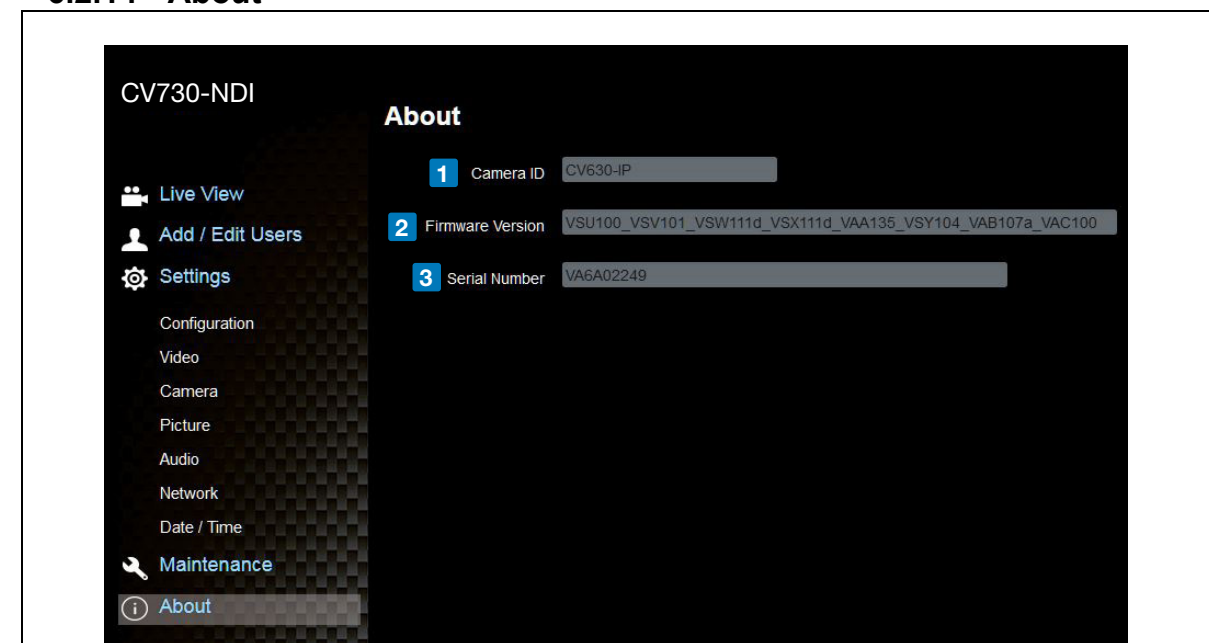 About
CV730-NDI
Live View
Add / Edit Users
Settings
Configuration
Video
Camera
Picture
Audio
Network
Date / Time
Maintenance
About
About
1 Camera ID CV630-IP
2 Firmware Version VSU100_VSV101_VSW111d_VSX111d_VAA135_VSY104_VAB107a_VAC100
3 Serial Number VA6A02249